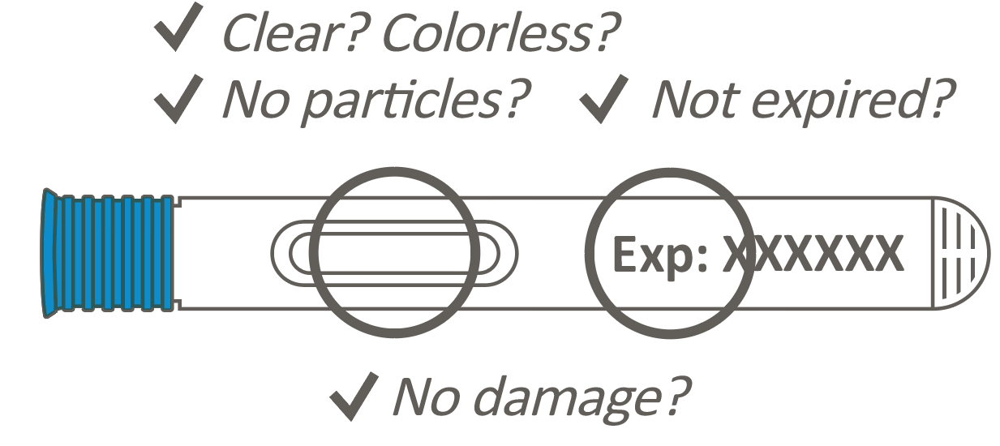 Clear? Colorless?
No particles? Not expired?
Exp: XXXXXX
No damage?